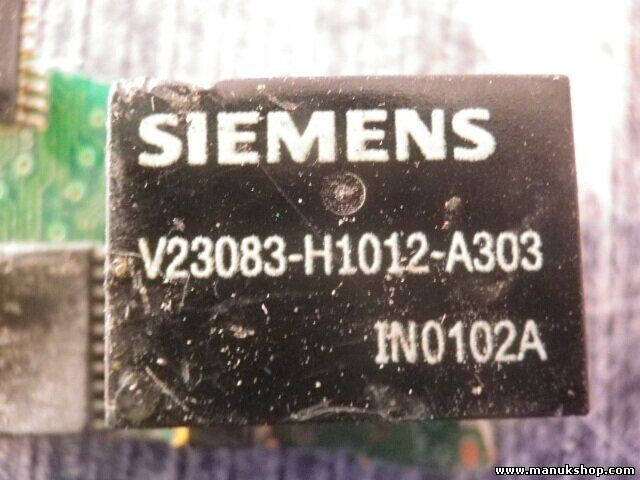 SIEMENS
V23083-H1012-A303
IN0102A
www.manukshop.com